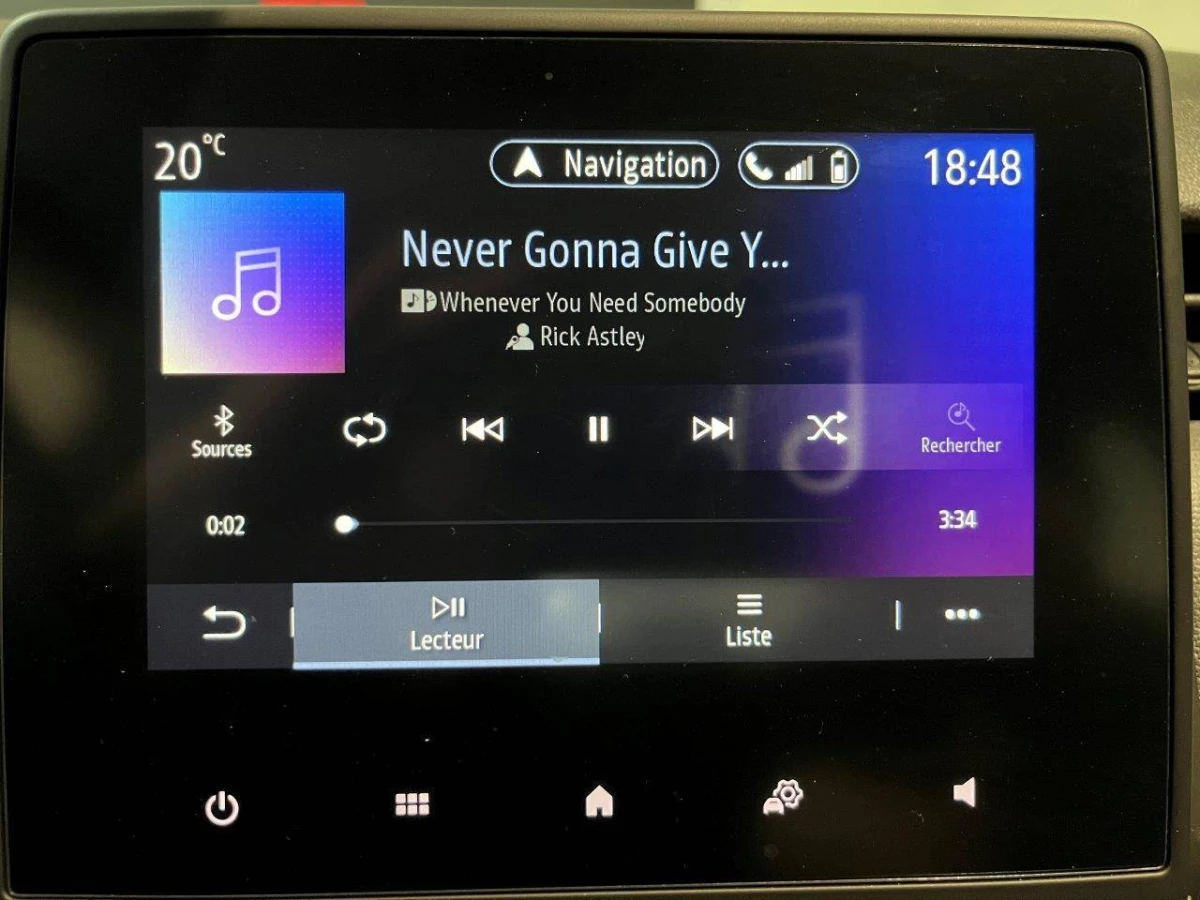 20°C
Navigation
18:48
Never Gonna Give Y...
Whenever You Need Somebody
Rick Astley
Sources
Rechercher
0:02
3:34
Lecteur
Liste